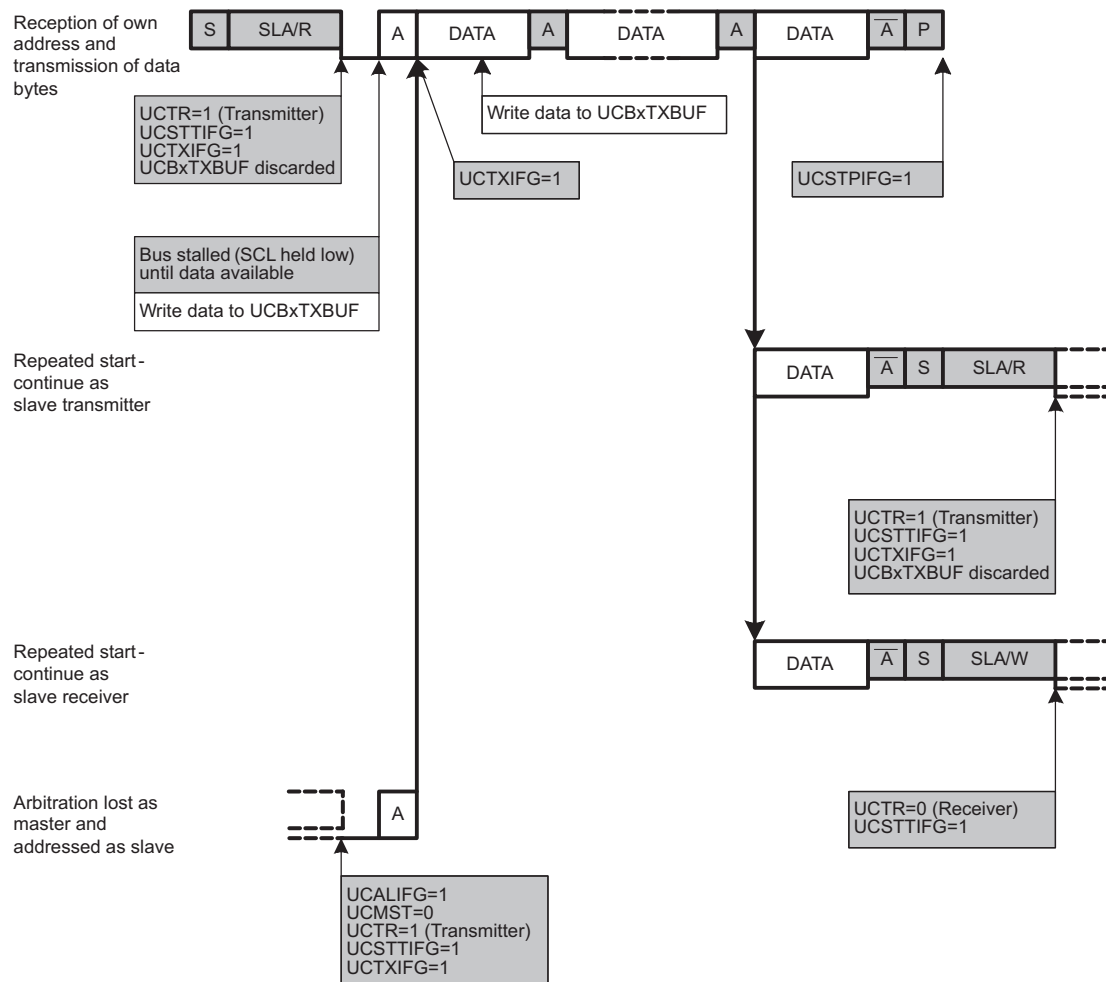 Reception of own
address and
transmission of data
bytes
S SLA/R A DATA A DATA A DATA A P
UCTR=1 (Transmitter)
UCSTTIFG=1
UCTXIFG=1
UCBxTXBUF discarded
Write data to UCBxTXBUF
UCTXIFG=1
UCSTPIFG=1
Bus stalled (SCL held low)
until data available
Write data to UCBxTXBUF
Repeated start-
continue as
slave transmitter
DATA A S SLA/R
UCTR=1 (Transmitter)
UCSTTIFG=1
UCTXIFG=1
UCBxTXBUF discarded
Repeated start-
continue as
slave receiver
DATA A S SLA/W
UCTR=0 (Receiver)
UCSTTIFG=1
Arbitration lost as
master and
addressed as slave
A
UCALIFG=1
UCMST=0
UCTR=1 (Transmitter)
UCSTTIFG=1
UCTXIFG=1